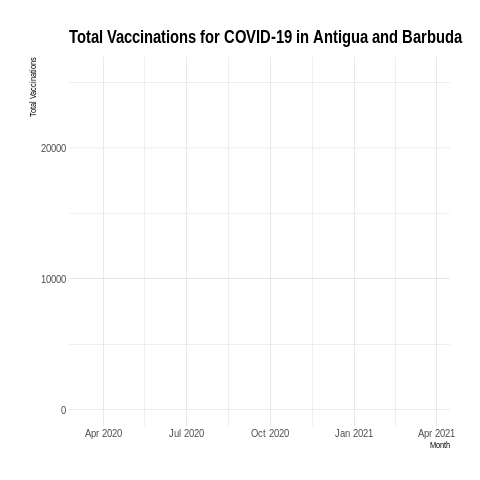 Total Vaccinations for COVID-19 in Antigua and Barbuda
Total Vaccinations
20000
10000
0
Apr 2020
Jul 2020
Oct 2020
Jan 2021
Apr 2021
Month